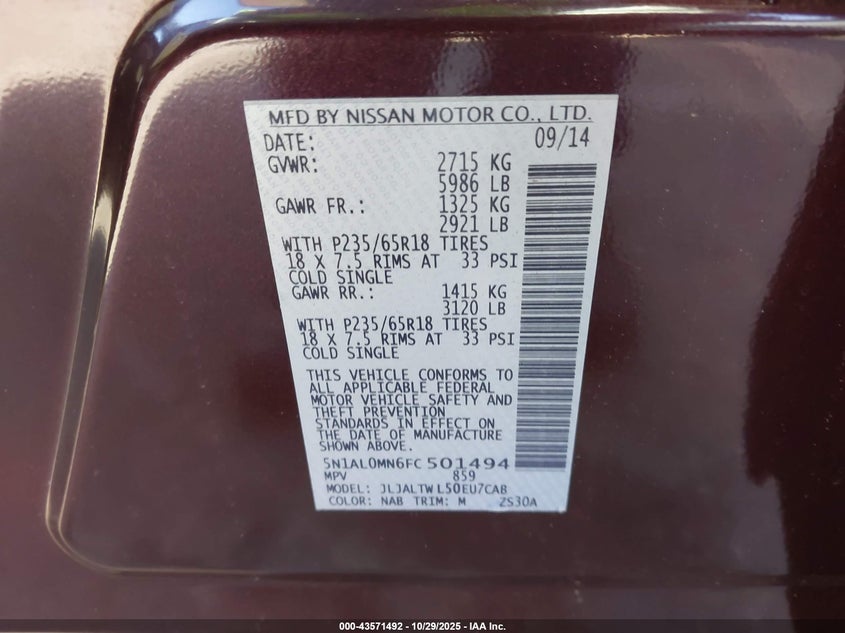 MFD BY NISSAN MOTOR CO., LTD.
DATE: 09/14
GVWR: 2715 KG
5986 LB
GAWR FR.: 1325 KG
2921 LB
WITH P235/65R18 TIRES
18 X 7.5 RIMS AT 33 PSI
COLD SINGLE
GAWR RR.: 1415 KG
3120 LB
WITH P235/65R18 TIRES
18 X 7.5 RIMS AT 33 PSI
COLD SINGLE
THIS VEHICLE CONFORMS TO
ALL APPLICABLE FEDERAL
MOTOR VEHICLE SAFETY AND
THEFT PREVENTION
STANDARDS IN EFFECT ON
THE DATE OF MANUFACTURE
SHOWN ABOVE.
5N1AL0MN6FC501494
MPV 859
MODEL: JLJALTWL50EU7CA8
COLOR: NAB TRIM: M 2S30A
000-43571492 • 10/29/2025 • IAA Inc.